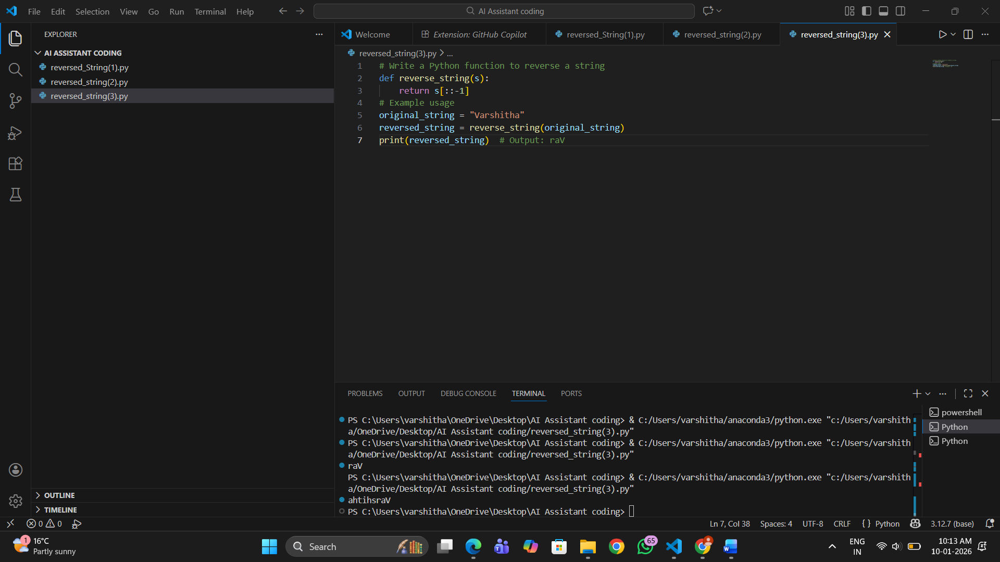 File Edit Selection View Go Run Terminal Help
AI Assistant coding
EXPLORER
AI ASSISTANT CODING
reversed_String(1).py
reversed_string(2).py
reversed_string(3).py
OUTLINE
TIMELINE
Welcome
Extension: GitHub Copilot
reversed_String(1).py
reversed_string(2).py
reversed_string(3).py
reversed_string(3).py > ...
1 # Write a Python function to reverse a string
2 def reverse_string(s):
3 return s[::-1]
4 # Example usage
5 original_string = "Varshitha"
6 reversed_string = reverse_string(original_string)
7 print(reversed_string)  # Output: raV
PROBLEMS OUTPUT DEBUG CONSOLE TERMINAL PORTS
PS C:\Users\varshitha\OneDrive\Desktop\AI Assistant coding> & C:/Users/varshitha/anaconda3/python.exe "c:/Users/varshith
a/OneDrive/Desktop/AI Assistant coding/reversed_string(3).py"
PS C:\Users\varshitha\OneDrive\Desktop\AI Assistant coding> & C:/Users/varshitha/anaconda3/python.exe "c:/Users/varshith
a/OneDrive/Desktop/AI Assistant coding/reversed_string(3).py"
raV
PS C:\Users\varshitha\OneDrive\Desktop\AI Assistant coding> & C:/Users/varshitha/anaconda3/python.exe "c:/Users/varshith
a/OneDrive/Desktop/AI Assistant coding/reversed_string(3).py"
ahtihsraV
PS C:\Users\varshitha\OneDrive\Desktop\AI Assistant coding>
powershell
Python
Python
0 0
Ln 7, Col 38 Spaces: 4 UTF-8 CRLF { } Python 3.12.7 (base)
1
16°C
Partly sunny
Search
65
ENG
IN
10:13 AM
10-01-2026